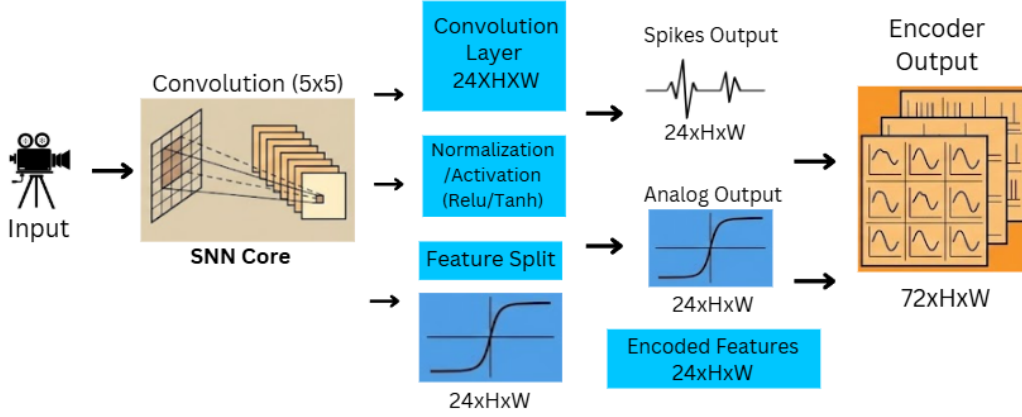 Input
Convolution (5x5)
SNN Core
Convolution
Layer
24XHXW
Normalization
/Activation
(Relu/Tanh)
Feature Split
24xHxW
Spikes Output
24xHxW
Analog Output
24xHxW
Encoded Features
24xHxW
Encoder
Output
72xHxW